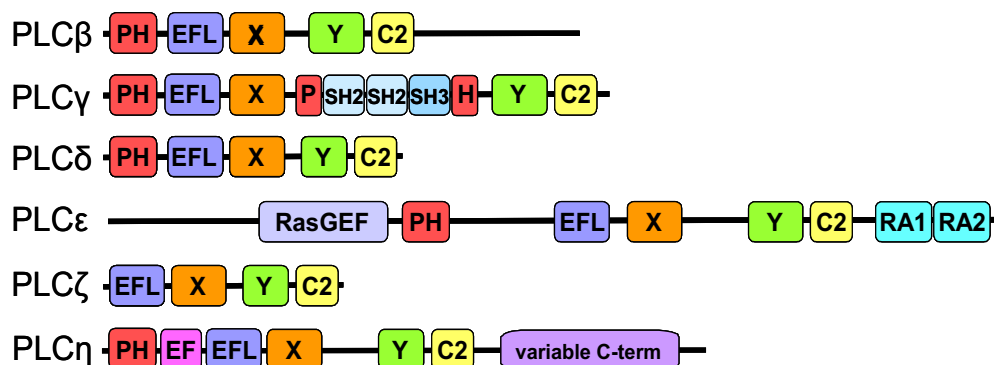 PLCβ PH EFL X Y C2
PLCγ PH EFL X P SH2 SH2 SH3 H Y C2
PLCδ PH EFL X Y C2
PLCε RasGEF PH EFL X Y C2 RA1 RA2
PLCζ EFL X Y C2
PLCη PH EF EFL X Y C2 variable C-term